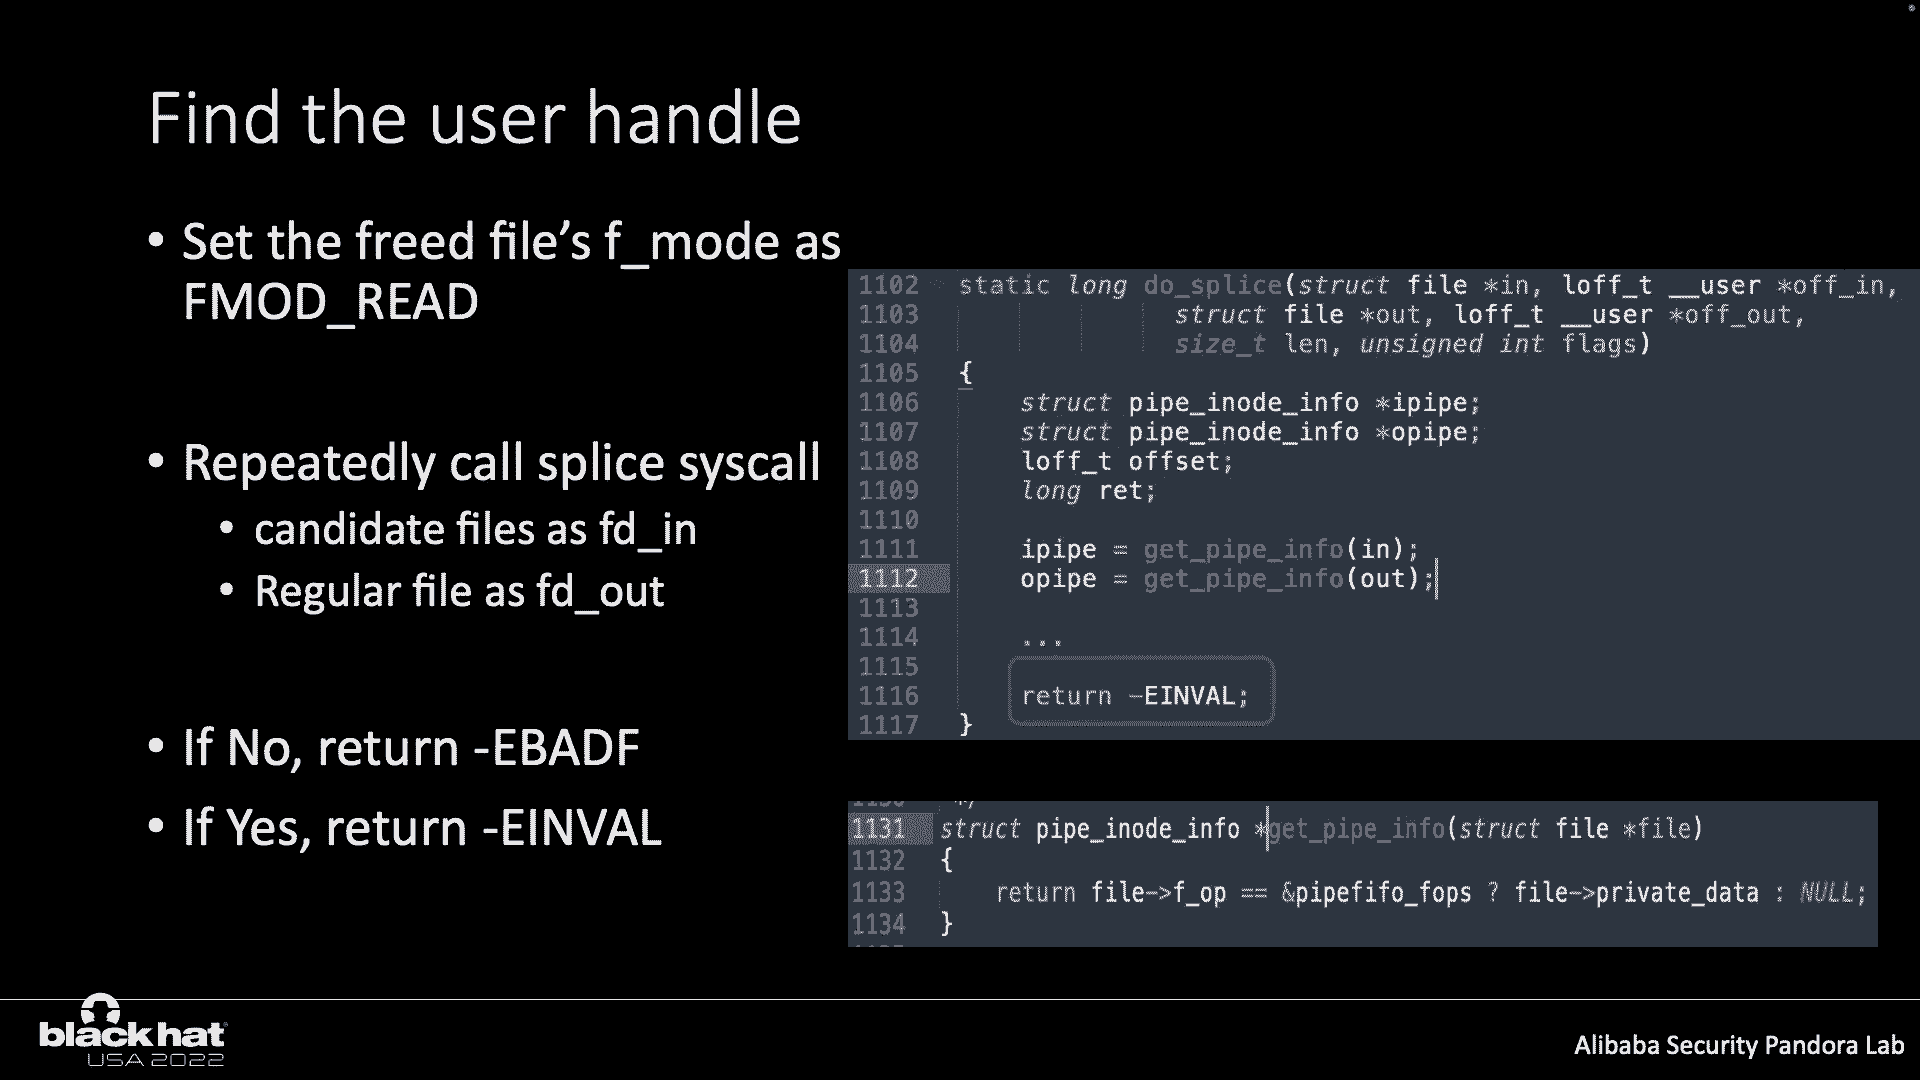 Find the user handle
• Set the freed file’s f_mode as
FMOD_READ
• Repeatedly call splice syscall
• candidate files as fd_in
• Regular file as fd_out
• If No, return -EBADF
• If Yes, return -EINVAL
1102 static long do_splice(struct file *in, loff_t __user *off_in,
1103 struct file *out, loff_t __user *off_out,
1104 size_t len, unsigned int flags)
1105 {
1106 struct pipe_inode_info *ipipe;
1107 struct pipe_inode_info *opipe;
1108 loff_t offset;
1109 long ret;
1110
1111 ipipe = get_pipe_info(in);
1112 opipe = get_pipe_info(out);
1113
1114 ...
1115
1116 return -EINVAL;
1117 }
1130 */
1131 struct pipe_inode_info *get_pipe_info(struct file *file)
1132 {
1133 return file->f_op == &pipefifo_fops ? file->private_data : NULL;
1134 }
black hat
USA 2022
Alibaba Security Pandora Lab